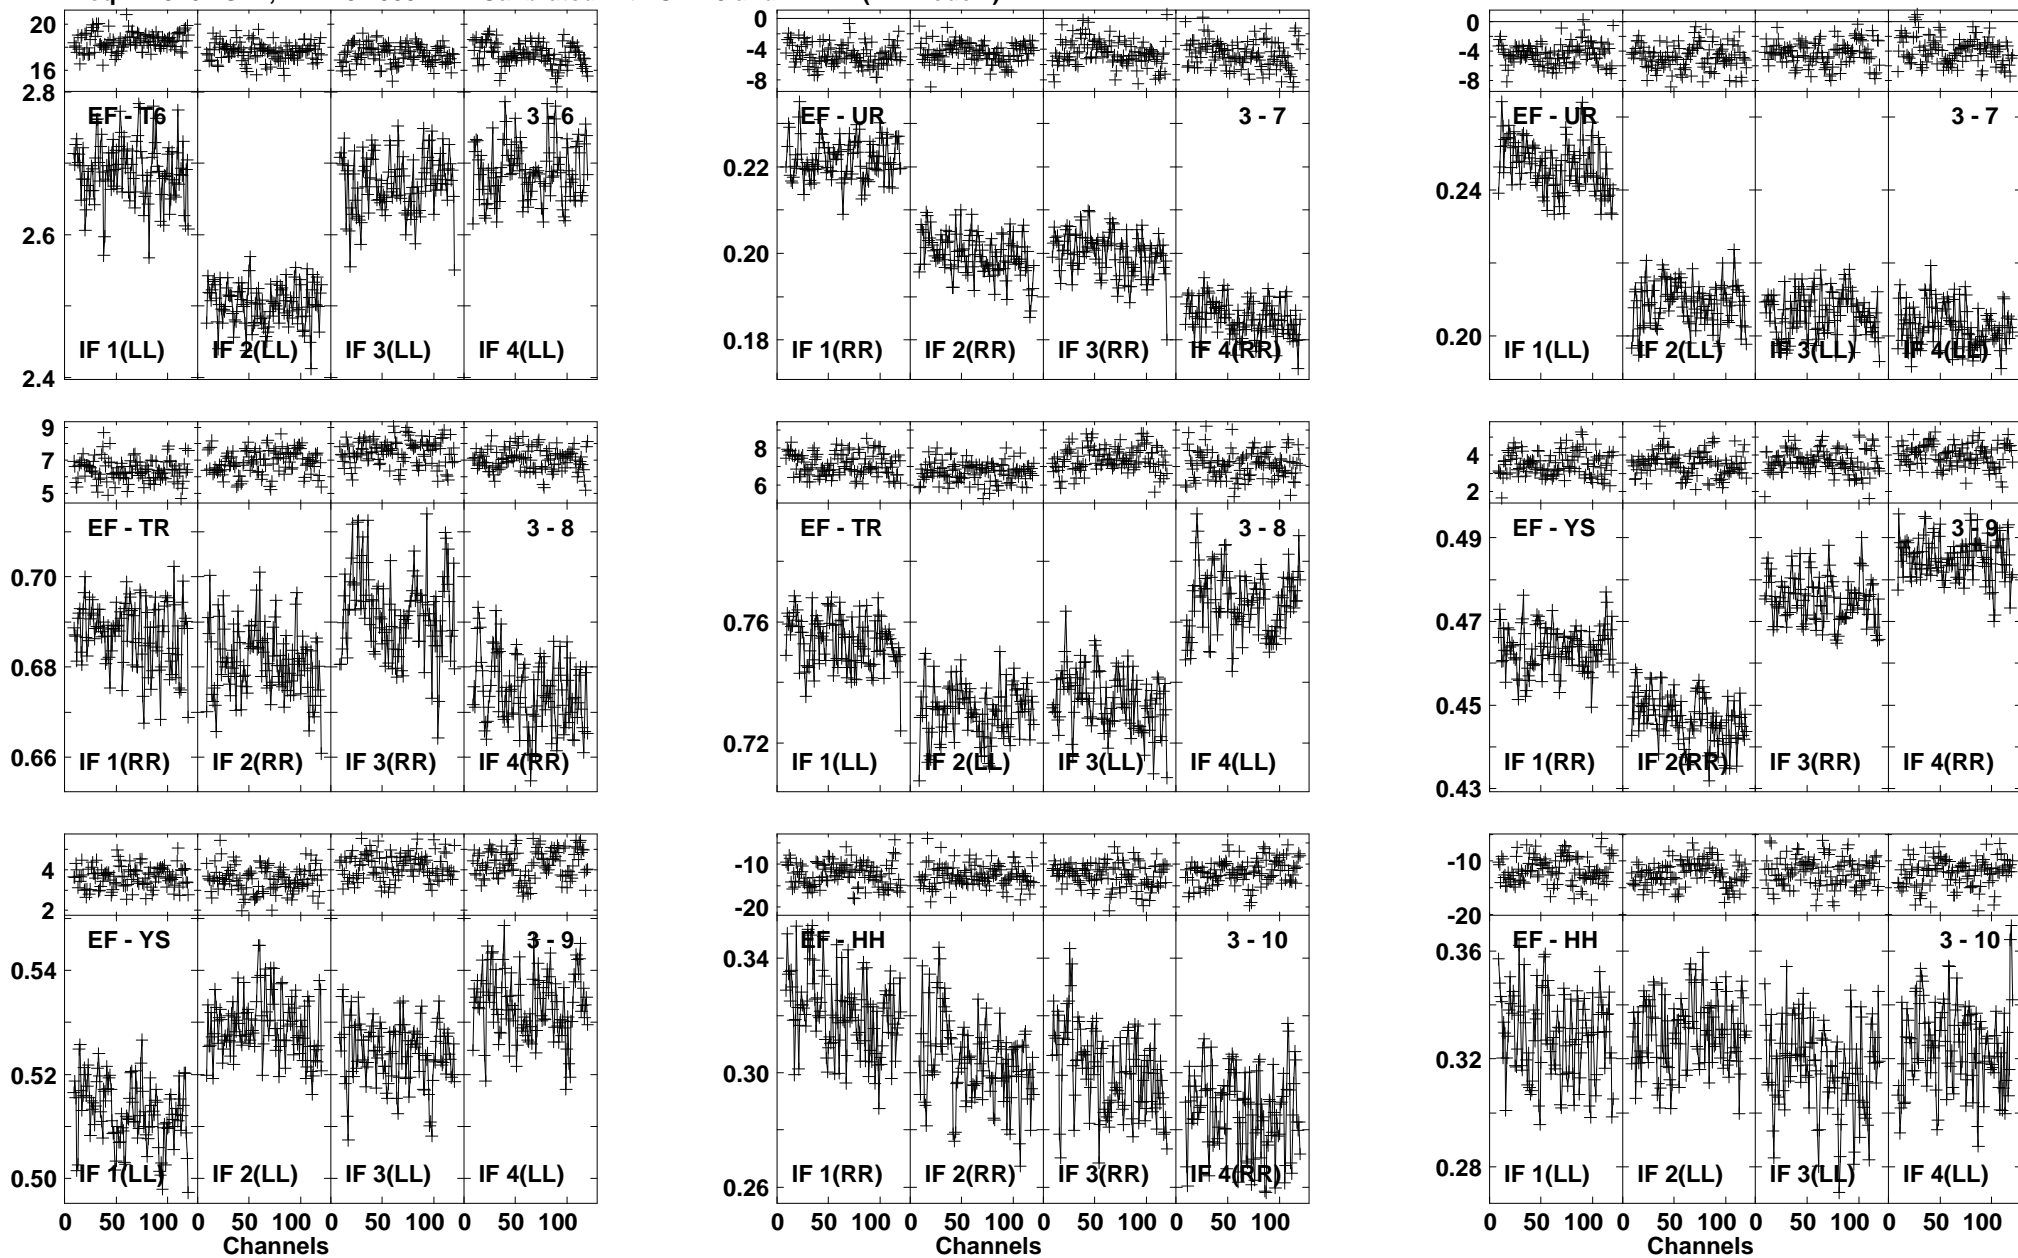 20
16
2.8
EF - T6
3 - 6
2.6
IF 1(LL)
IF 2(LL)
IF 3(LL)
IF 4(LL)
2.4
0
-4
-8
EF - UR
3 - 7
0.22
0.20
0.18
IF 1(RR)
IF 2(RR)
IF 3(RR)
IF 4(RR)
0
-4
-8
EF - UR
3 - 7
0.24
0.20
IF 1(LL)
IF 2(LL)
IF 3(LL)
IF 4(LL)
9
7
5
EF - TR
3 - 8
0.70
0.68
0.66
IF 1(RR)
IF 2(RR)
IF 3(RR)
IF 4(RR)
8
6
EF - TR
3 - 8
0.76
0.72
IF 1(LL)
IF 2(LL)
IF 3(LL)
IF 4(LL)
4
2
EF - YS
3 - 9
0.49
0.47
0.45
0.43
IF 1(RR)
IF 2(RR)
IF 3(RR)
IF 4(RR)
4
2
EF - YS
3 - 9
0.54
0.52
0.50
IF 1(LL)
IF 2(LL)
IF 3(LL)
IF 4(LL)
0 50 100 0 50 100 0 50 100 0 50 100
Channels
-10
-20
EF - HH
3 - 10
0.34
0.30
0.26
IF 1(RR)
IF 2(RR)
IF 3(RR)
IF 4(RR)
0 50 100 0 50 100 0 50 100 0 50 100
Channels
-10
-20
EF - HH
3 - 10
0.36
0.32
0.28
IF 1(LL)
IF 2(LL)
IF 3(LL)
IF 4(LL)
0 50 100 0 50 100 0 50 100 0 50 100
Channels